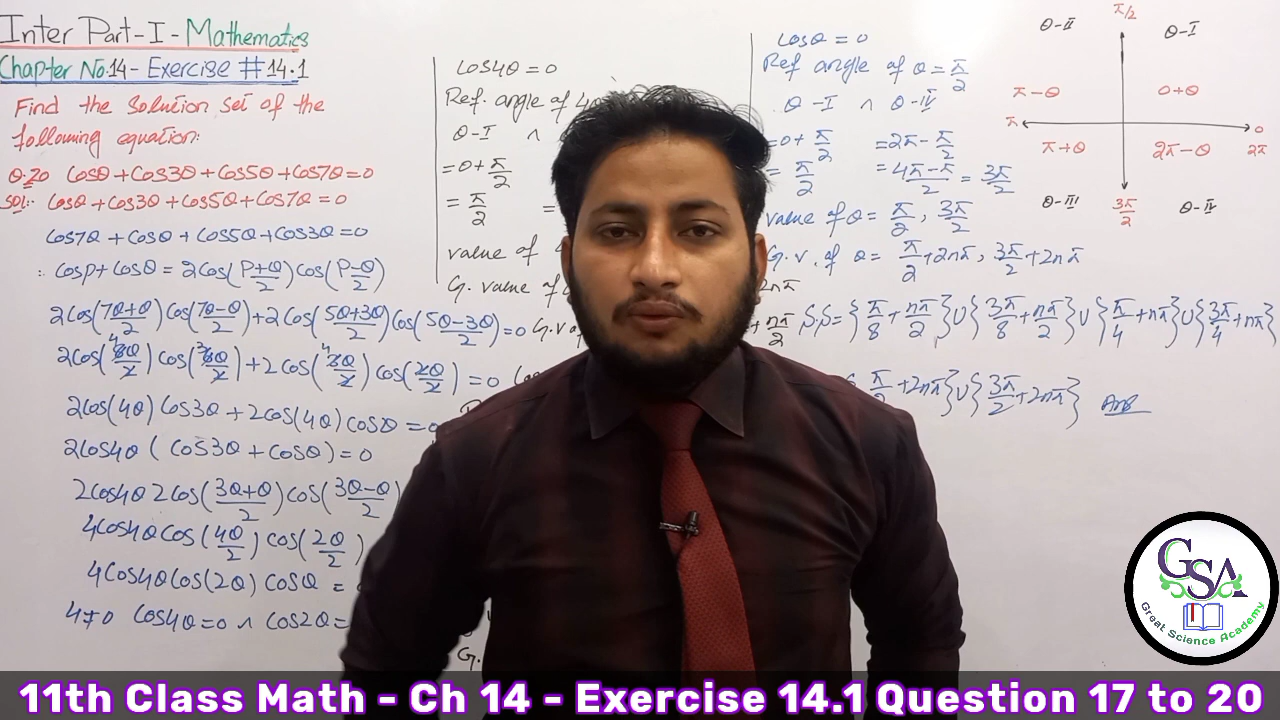 Inter Part-I-Mathematics
Chapter No.14-Exercise #14.1
Find the solution set of the
following equation:
Q.20 Cosθ+Cos3θ+Cos5θ+Cos7θ=0
Sol:- Cosθ+Cos3θ+Cos5θ+Cos7θ=0
Cos7θ+Cosθ+Cos5θ+Cos3θ=0
∵ CosP+Cosθ=2Cos(P+θ/2)Cos(P-θ/2)
2Cos(7θ+θ/2)Cos(7θ-θ/2)+2Cos(5θ+3θ/2)Cos(5θ-3θ/2)=0
2Cos(8θ/2)Cos(6θ/2)+2Cos(8θ/2)Cos(2θ/2)=0
2Cos(4θ)Cos3θ+2Cos(4θ)Cosθ=0
2Cos4θ(Cos3θ+Cosθ)=0
2Cos4θ2Cos(3θ+θ/2)Cos(3θ-θ/2)
4Cos4θCos(4θ/2)Cos(2θ/2)
4Cos4θCos(2θ)Cosθ=
4≠0 Cos4θ=0 ∧ Cos2θ=
Cos4θ=0
Ref. angle of
θ-I ∧
=0+π/2
=π/2 =
value of
G. value of
G.v
2nπ
+nπ/2
G.
Cosθ=0
Ref angle of θ=π/2
θ-I ∧ θ-IV
=0+π/2 =2π-π/2
=π/2 =4π-π/2=3π/2
value of θ=π/2, 3π/2
G.v. of θ=π/2+2nπ, 3π/2+2nπ
S.S={π/8+nπ/2}U{3π/8+nπ/2}U{π/4+nπ}U{3π/4+nπ}
π/2+2nπ}U{3π/2+2nπ} Ans
π/2
θ-II θ-I
π-θ 0+θ
π 0
2π
π+θ 2π-θ
θ-III 3π/2 θ-IV
GSA
Great Science Academy
11th Class Math - Ch 14 - Exercise 14.1 Question 17 to 20